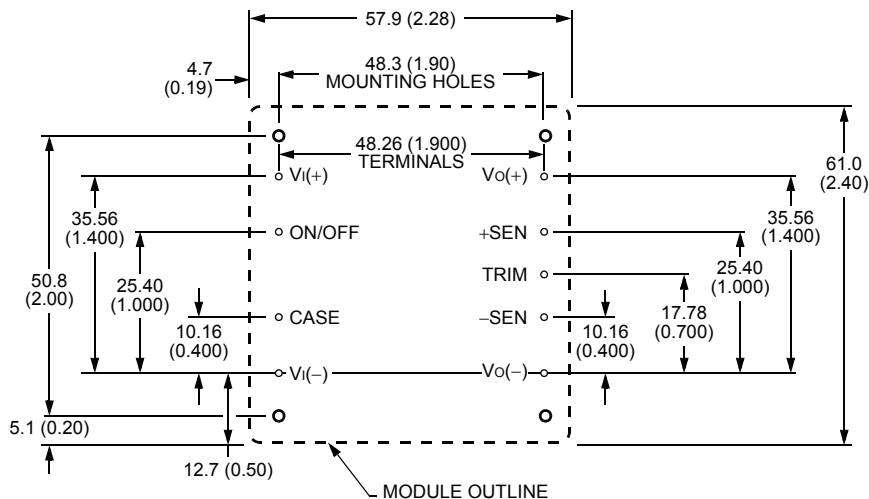 57.9 (2.28)
4.7
(0.19)
48.3 (1.90)
MOUNTING HOLES
48.26 (1.900)
TERMINALS
VI(+)
VO(+)
61.0
(2.40)
35.56
(1.400)
35.56
(1.400)
ON/OFF
+SEN
50.8
(2.00)
25.40
(1.000)
TRIM
25.40
(1.000)
10.16
(0.400)
CASE
−SEN
10.16
(0.400)
17.78
(0.700)
VI(−)
VO(−)
5.1 (0.20)
12.7 (0.50)
MODULE OUTLINE